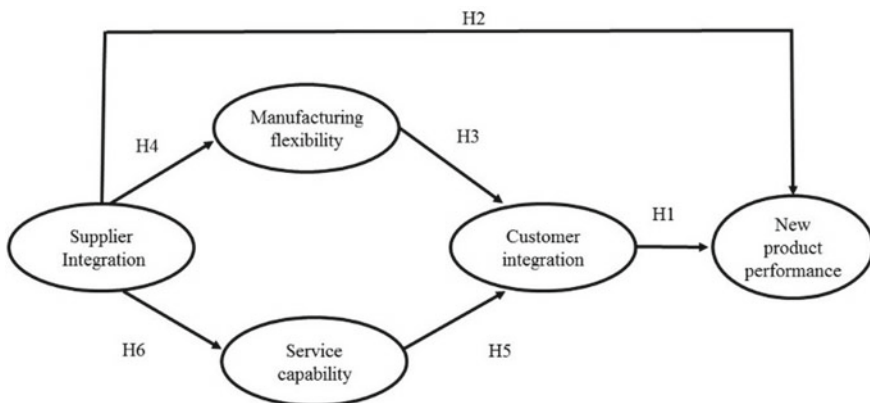 H2
Manufacturing
flexibility
H4
H3
Supplier
Integration
Customer
integration
H1
New
product
performance
H6
Service
capability
H5